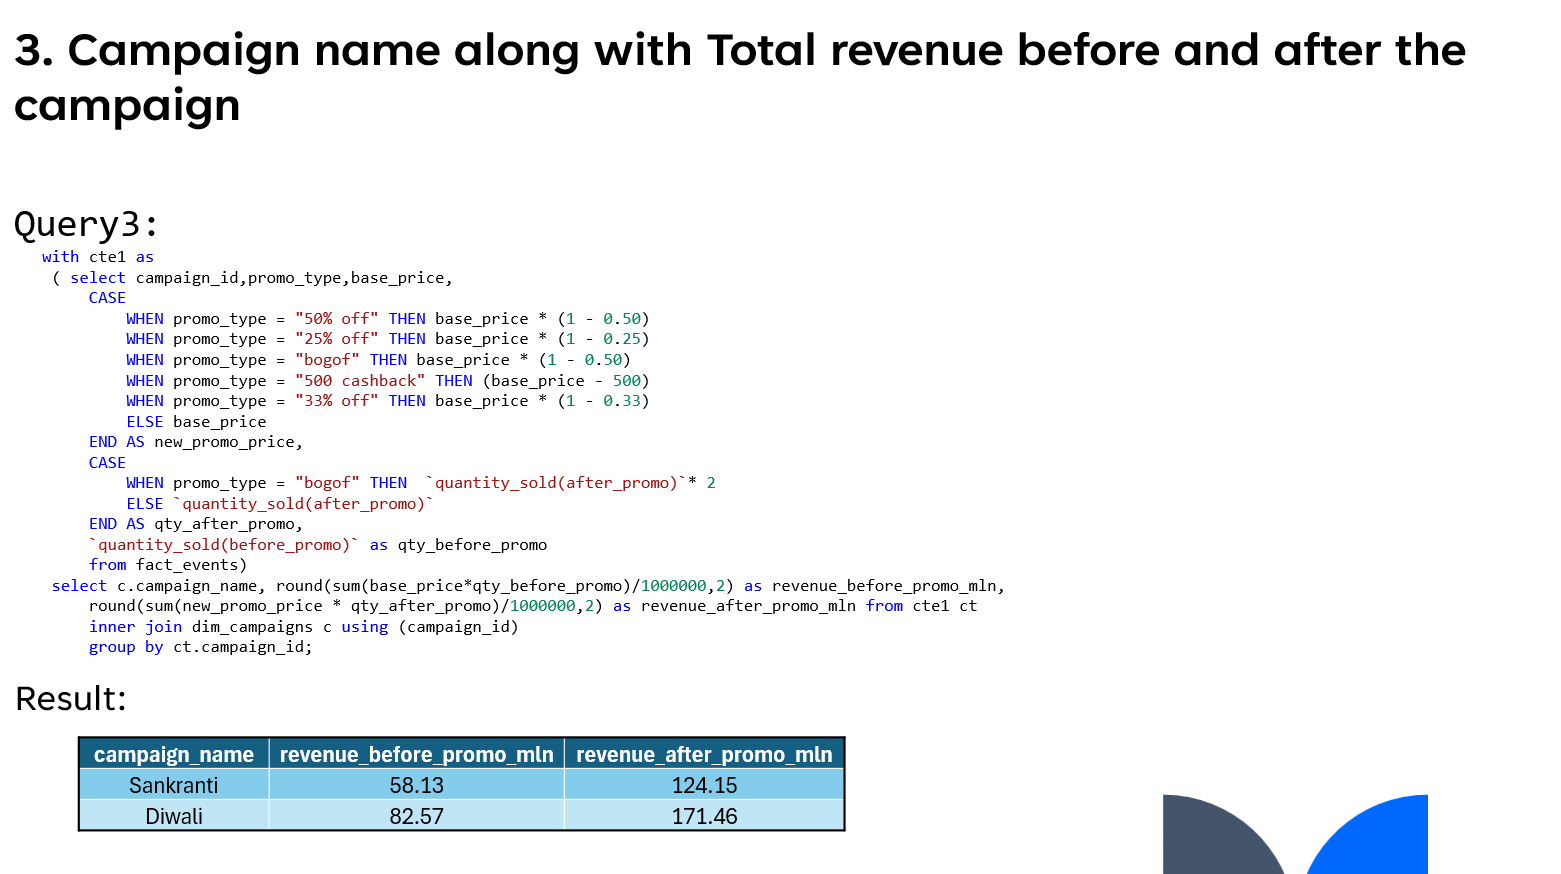 3. Campaign name along with Total revenue before and after the
campaign
Query3:
with cte1 as
( select campaign_id,promo_type,base_price,
CASE
WHEN promo_type = "50% off" THEN base_price * (1 - 0.50)
WHEN promo_type = "25% off" THEN base_price * (1 - 0.25)
WHEN promo_type = "bogof" THEN base_price * (1 - 0.50)
WHEN promo_type = "500 cashback" THEN (base_price - 500)
WHEN promo_type = "33% off" THEN base_price * (1 - 0.33)
ELSE base_price
END AS new_promo_price,
CASE
WHEN promo_type = "bogof" THEN  `quantity_sold(after_promo)`* 2
ELSE `quantity_sold(after_promo)`
END AS qty_after_promo,
`quantity_sold(before_promo)` as qty_before_promo
from fact_events)
select c.campaign_name, round(sum(base_price*qty_before_promo)/1000000,2) as revenue_before_promo_mln,
round(sum(new_promo_price * qty_after_promo)/1000000,2) as revenue_after_promo_mln from cte1 ct
inner join dim_campaigns c using (campaign_id)
group by ct.campaign_id;
Result:
campaign_name revenue_before_promo_mln revenue_after_promo_mln
Sankranti 58.13 124.15
Diwali 82.57 171.46